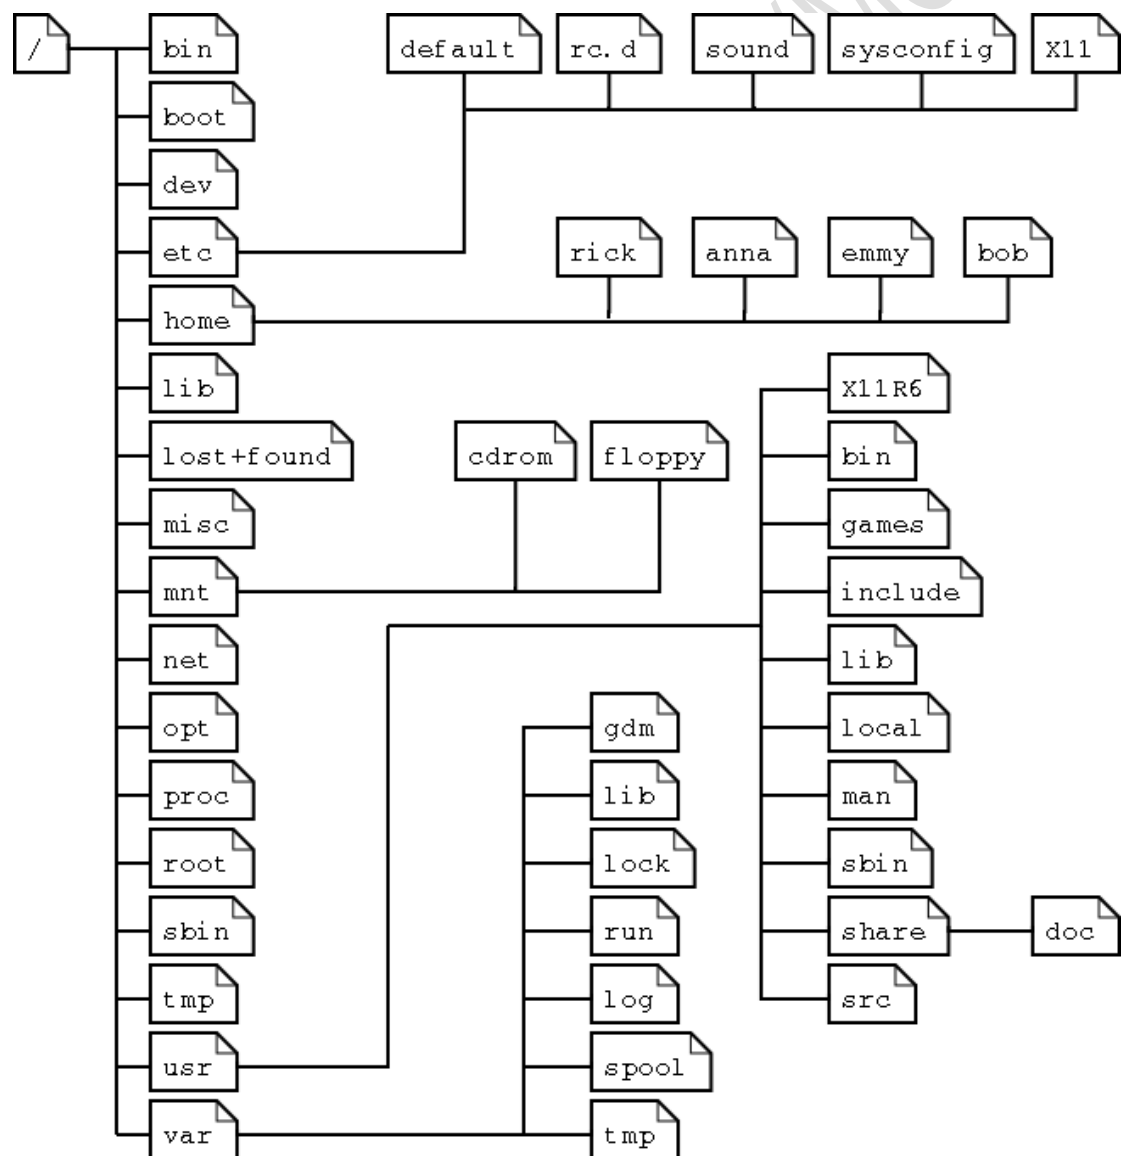 /
bin
default
rc.d
sound
sysconfig
X11
boot
dev
etc
rick
anna
emmy
bob
home
lib
X11R6
lost+found
cdrom
floppy
bin
misc
games
mnt
include
net
lib
opt
gdm
local
proc
lib
man
root
lock
sbin
sbin
run
share
doc
tmp
log
src
usr
spool
var
tmp